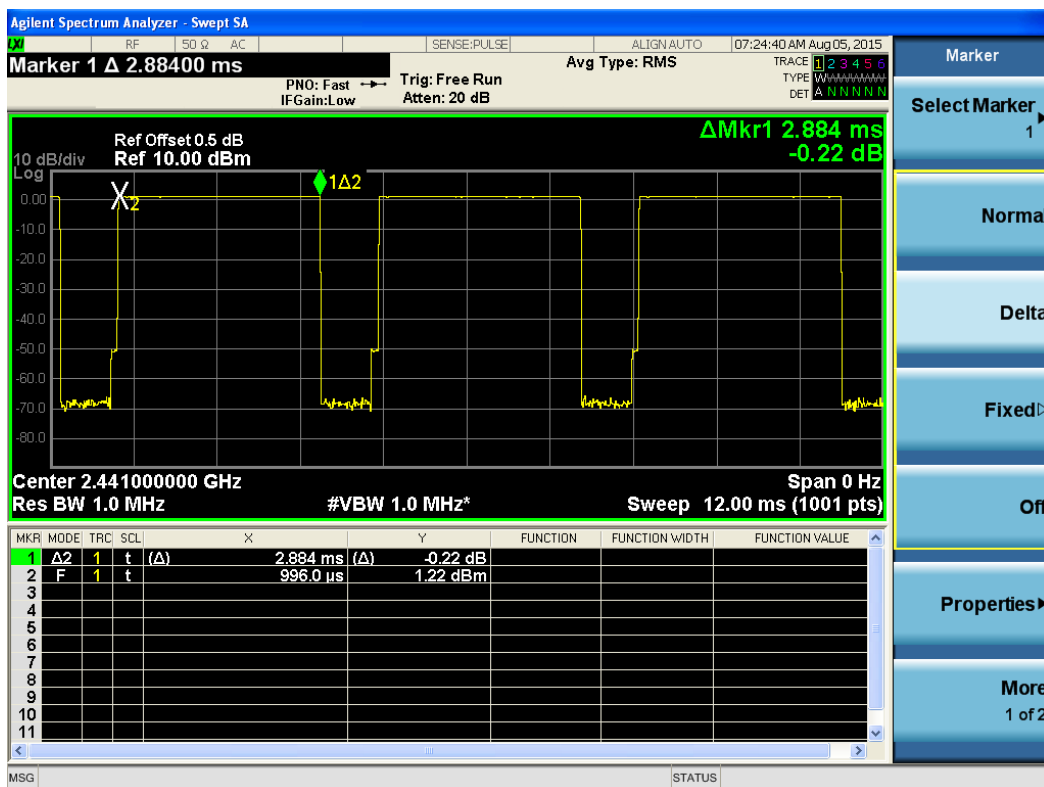 Agilent Spectrum Analyzer - Swept SA
LXI RF 50 Ω AC SENSE:PULSE ALIGN AUTO 07:24:40 AM Aug 05, 2015
Marker 1 Δ 2.88400 ms
PNO: Fast
IFGain:Low
Trig: Free Run
Atten: 20 dB
Avg Type: RMS
TRACE 1 2 3 4 5 6
TYPE WWWWWW
DET A N N N N N
ΔMkr1 2.884 ms
-0.22 dB
Ref Offset 0.5 dB
10 dB/div Ref 10.00 dBm
Log
1Δ2
2
0.00
-10.0
-20.0
-30.0
-40.0
-50.0
-60.0
-70.0
-80.0
Center 2.441000000 GHz Span 0 Hz
Res BW 1.0 MHz #VBW 1.0 MHz* Sweep 12.00 ms (1001 pts)
MKR MODE TRC SCL X Y FUNCTION FUNCTION WIDTH FUNCTION VALUE
1 Δ2 1 t (Δ) 2.884 ms (Δ) -0.22 dB
2 F 1 t 996.0 µs 1.22 dBm
3
4
5
6
7
8
9
10
11
MSG STATUS
Marker
Select Marker
1
Norma
Delta
Fixed
Off
Properties
More
1 of 2